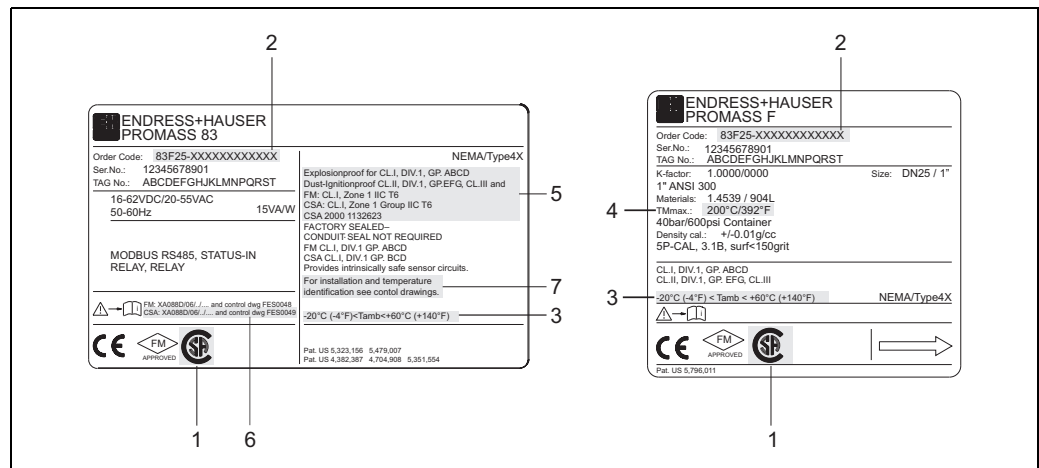 2
ENDRESS+HAUSER
PROMASS 83
Order Code: 83F25-XXXXXXXXXXXXX
Ser.No.: 12345678901
TAG No.: ABCDEFGHJKLMNPQRST
16-62VDC/20-55VAC
50-60Hz 15VA/W
MODBUS RS485, STATUS-IN
RELAY, RELAY
FM: XA088D/06/../.... and control dwg FES0048
CSA: XA088D/06/../.... and control dwg FES0049
CE FM APPROVED SA
NEMA/Type4X
Explosionproof for CL.I, DIV.1, GP. ABCD
Dust-Ignitionproof CL.II, DIV.1, GP.EFG, CL.III and
FM: CL.I, Zone 1 IIC T6
CSA: CL.I, Zone 1 Group IIC T6
CSA 2000 1132623
FACTORY SEALED–
CONDUIT-SEAL NOT REQUIRED
FM CL.I, DIV.1 GP. ABCD
CSA CL.I, DIV.1 GP. BCD
Provides intrinsically safe sensor circuits.
For installation and temperature
identification see contol drawings.
-20°C (-4°F)<Tamb<+60°C (+140°F)
Pat. US 5,323,156 5,479,007
Pat. US 4,382,387 4,704,908 5,351,554
5
7
3
1
6
2
ENDRESS+HAUSER
PROMASS F
Order Code: 83F25-XXXXXXXXXXXXX
Ser.No.: 12345678901
TAG No.: ABCDEFGHJKLMNPQRST
K-factor: 1.0000/0000 Size: DN25 / 1"
1" ANSI 300
Materials: 1.4539 / 904L
4
TMmax.: 200°C/392°F
40bar/600psi Container
Density cal.: +/-0.01g/cc
5P-CAL, 3.1B, surf<150grit
CL.I, DIV.1, GP. ABCD
CL.II, DIV.1, GP. EFG, CL.III
3
-20°C (-4°F) < Tamb < +60°C (+140°F) NEMA/Type4X
CE FM APPROVED SA
Pat. US 5,796,011
1